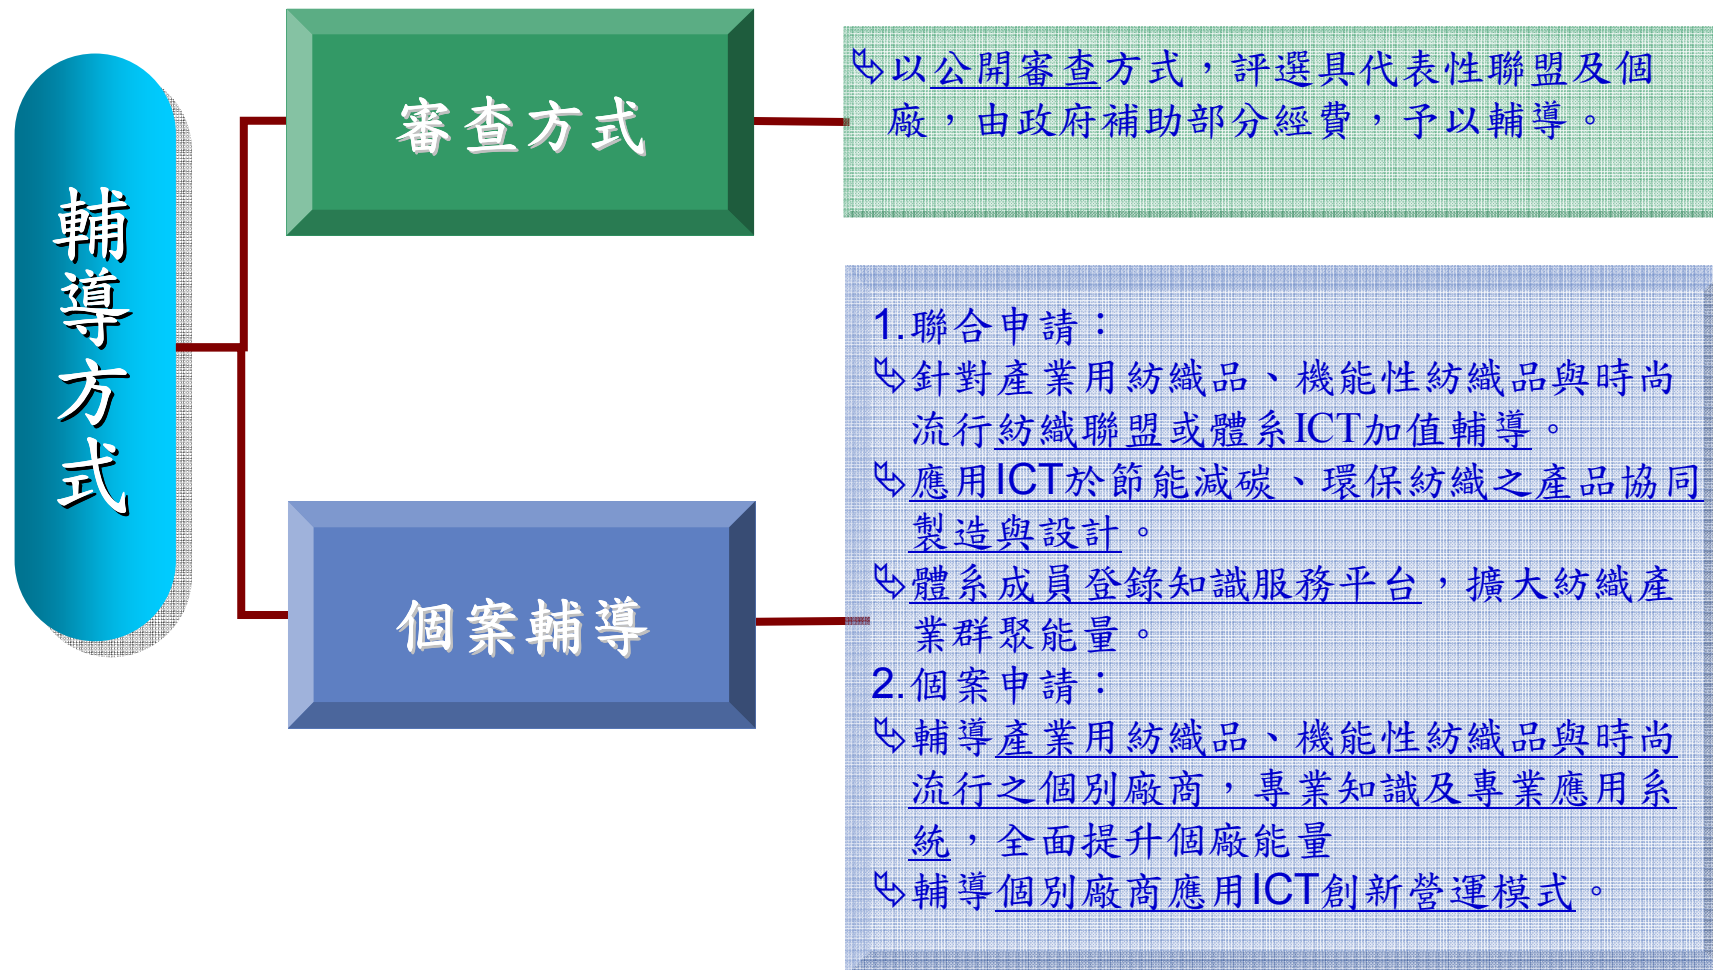 輔導方式
審查方式
以公開審查方式，評選具代表性聯盟及個
廠，由政府補助部分經費，予以輔導。
個案輔導
1.聯合申請：
針對產業用紡織品、機能性紡織品與時尚
流行紡織聯盟或體系ICT加值輔導。
應用ICT於節能減碳、環保紡織之產品協同
製造與設計。
體系成員登錄知識服務平台，擴大紡織產
業群聚能量。
2.個案申請：
輔導產業用紡織品、機能性紡織品與時尚
流行之個別廠商，專業知識及專業應用系
統，全面提升個廠能量
輔導個別廠商應用ICT創新營運模式。